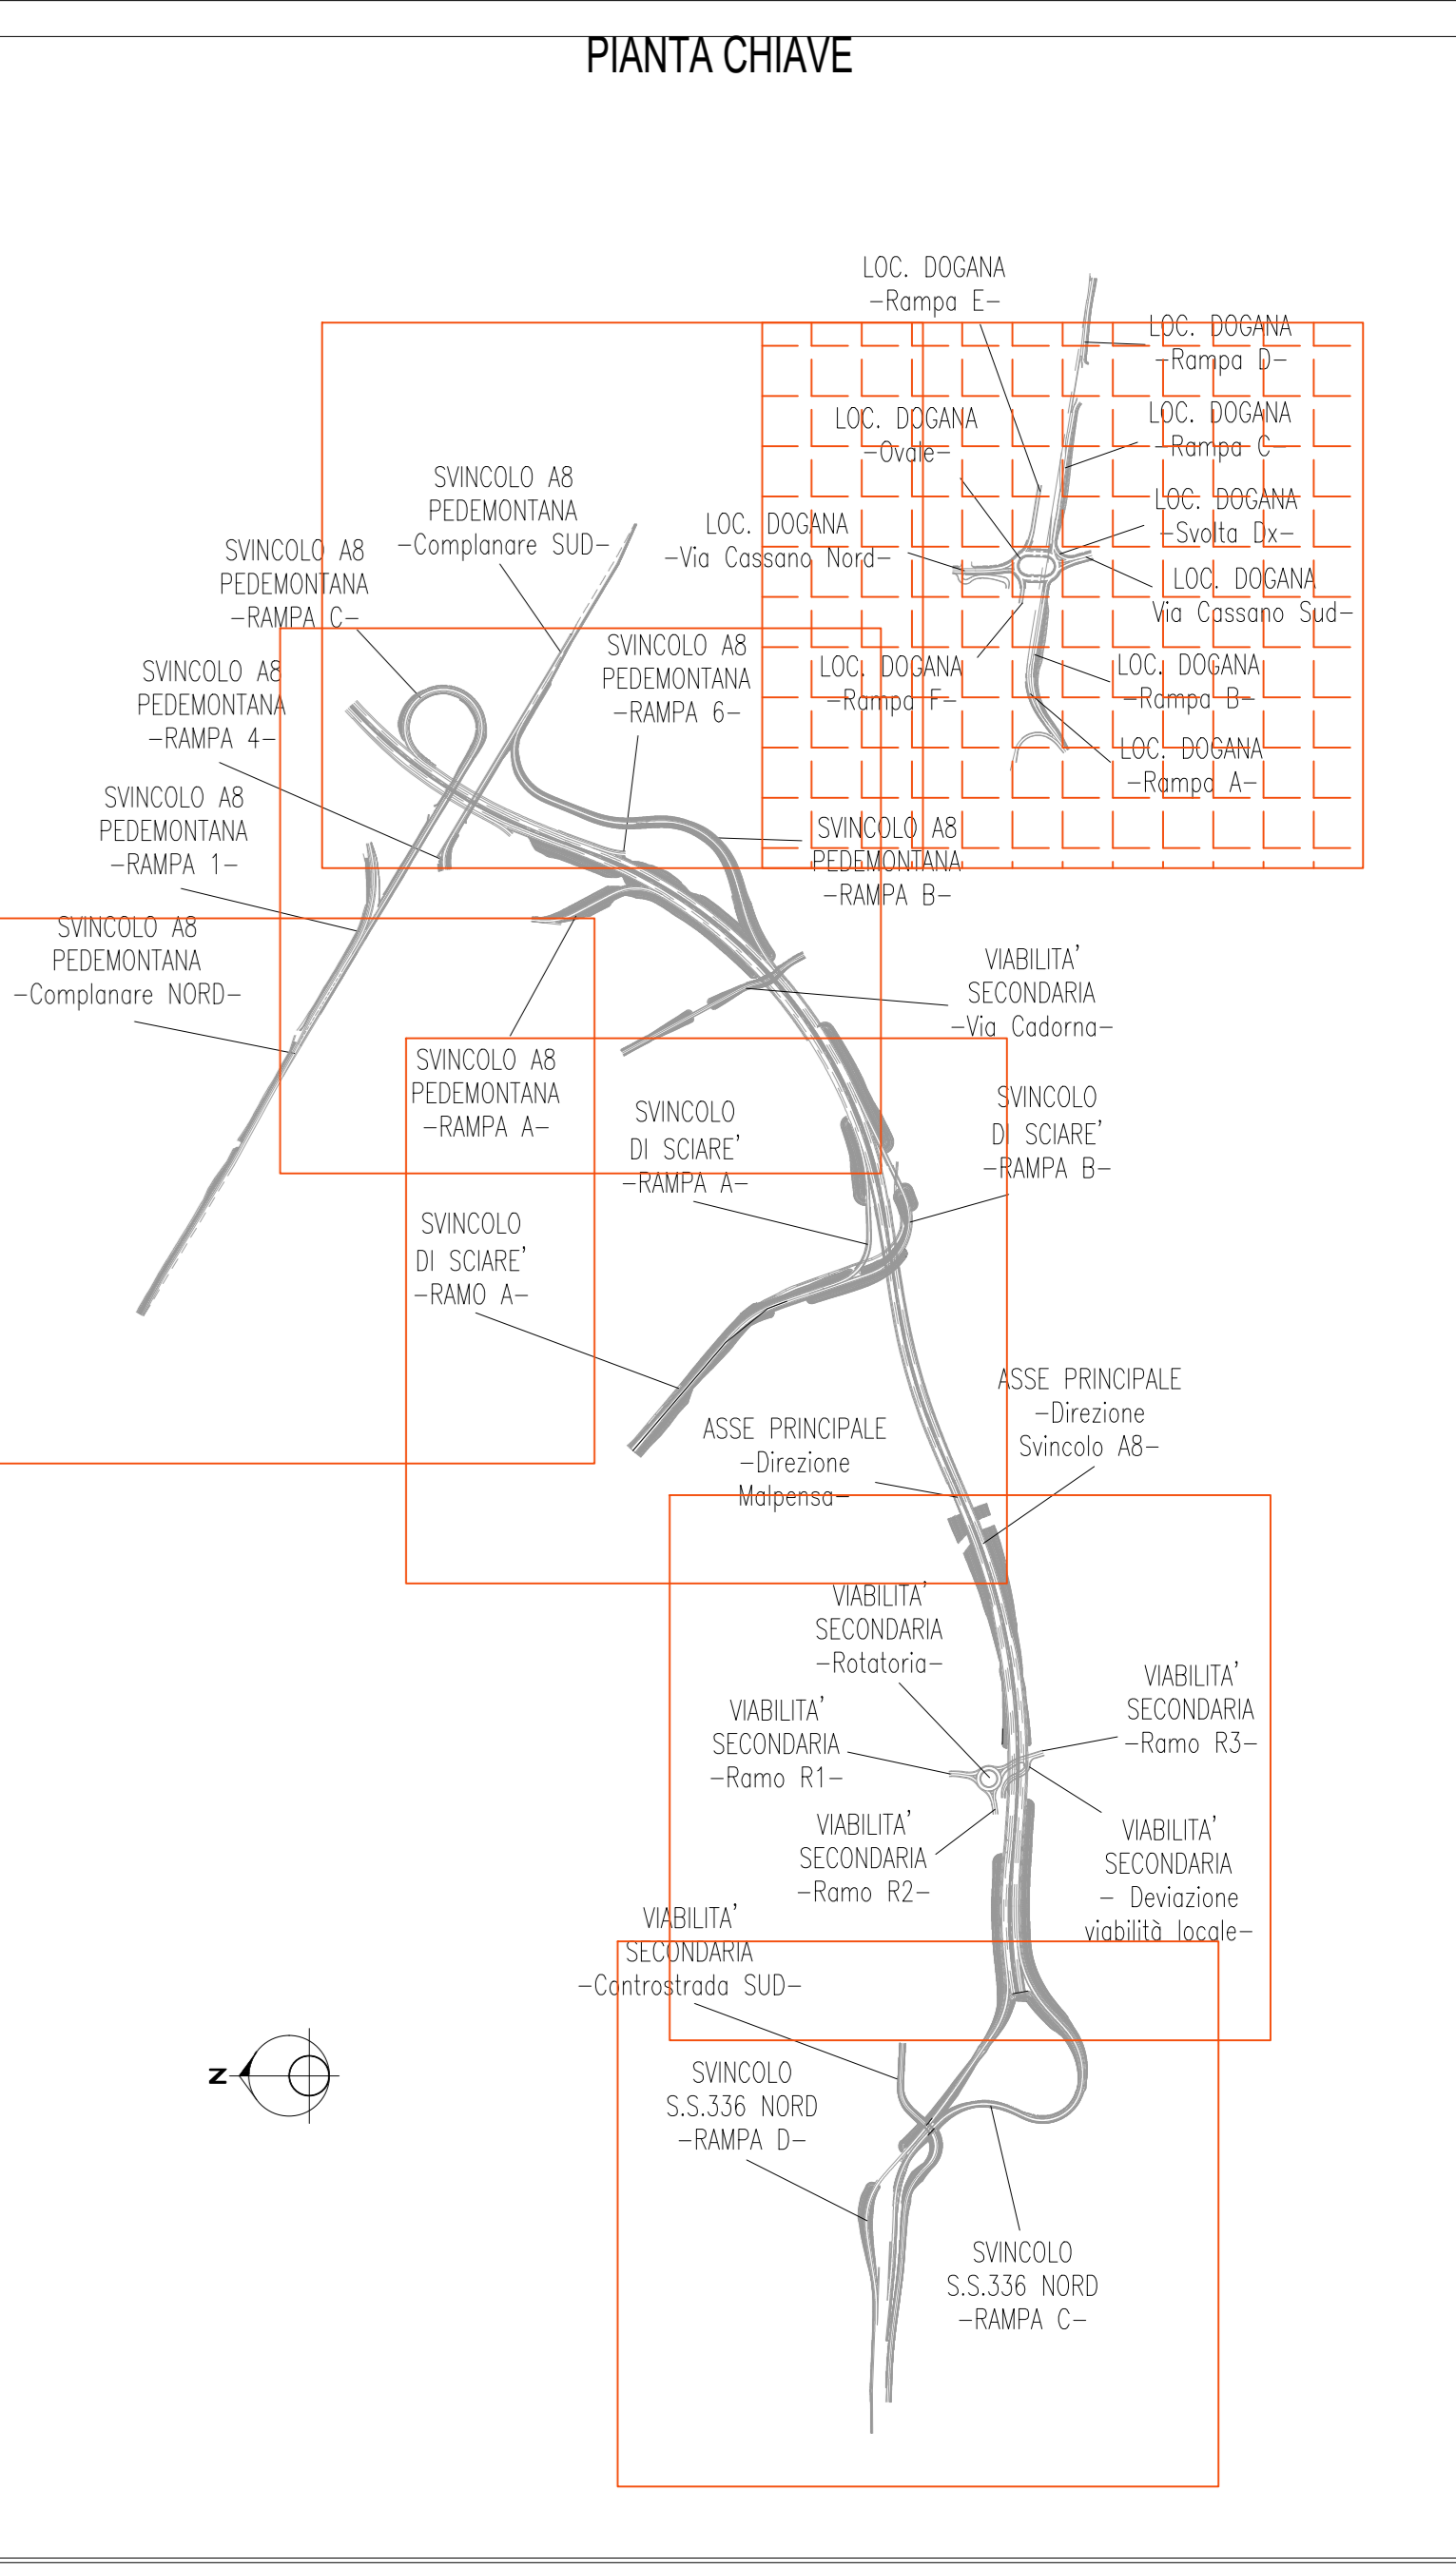 PIANTA CHIAVE
LOC. DOGANA
-Rampa E-
LOC. DOGANA
-Rampa D-
LOC. DOGANA
-Ovale-
LOC. DOGANA
-Rampa C-
SVINCOLO A8
PEDEMONTANA
-Complanare SUD-
LOC. DOGANA
-Svolta Dx-
LOC. DOGANA
-Via Cassano Nord-
SVINCOLO A8
PEDEMONTANA
-RAMPA C-
LOC. DOGANA
Via Cassano Sud-
SVINCOLO A8
PEDEMONTANA
-RAMPA 6-
LOC. DOGANA
-Rampa F-
LOC. DOGANA
-Rampa B-
SVINCOLO A8
PEDEMONTANA
-RAMPA 4-
LOC. DOGANA
-Rampa A-
SVINCOLO A8
PEDEMONTANA
-RAMPA 1-
SVINCOLO A8
PEDEMONTANA
-RAMPA B-
SVINCOLO A8
PEDEMONTANA
-Complanare NORD-
VIABILITA'
SECONDARIA
-Via Cadorna-
SVINCOLO A8
PEDEMONTANA
-RAMPA A-
SVINCOLO
DI SCIARE'
-RAMPA A-
SVINCOLO
DI SCIARE'
-RAMPA B-
SVINCOLO
DI SCIARE'
-RAMO A-
ASSE PRINCIPALE
-Direzione
Svincolo A8-
ASSE PRINCIPALE
-Direzione
Malpensa-
VIABILITA'
SECONDARIA
-Rotatoria-
VIABILITA'
SECONDARIA
-Ramo R3-
VIABILITA'
SECONDARIA
-Ramo R1-
VIABILITA'
SECONDARIA
-Ramo R2-
VIABILITA'
SECONDARIA
- Deviazione
viabilità locale-
VIABILITA'
SECONDARIA
-Controstrada SUD-
N
SVINCOLO
S.S.336 NORD
-RAMPA D-
SVINCOLO
S.S.336 NORD
-RAMPA C-